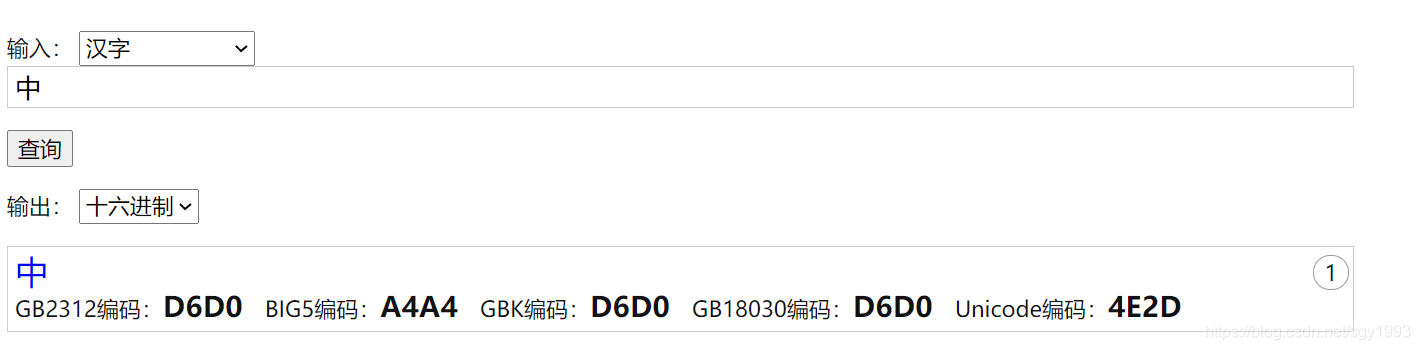 输入： 汉字
中
查询
输出： 十六进制
中 1
GB2312编码：D6D0 BIG5编码：A4A4 GBK编码：D6D0 GB18030编码：D6D0 Unicode编码：4E2D
https://blog.csdn.net/sgy1993